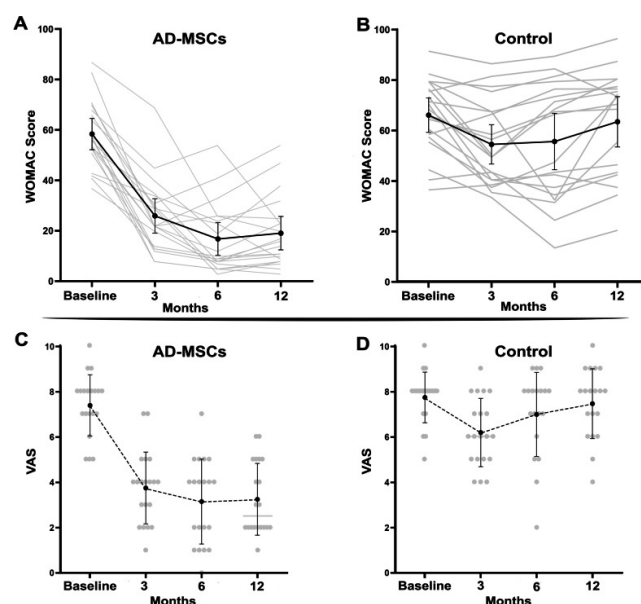 A
AD-MSCs
100
80
60
40
20
0
WOMAC Score
Baseline
3
6
12
Months
B
Control
100
80
60
40
20
0
WOMAC Score
Baseline
3
6
12
Months
C
AD-MSCs
10
8
6
4
2
0
VAS
Baseline
3
6
12
Months
D
Control
10
8
6
4
2
0
VAS
Baseline
3
6
12
Months